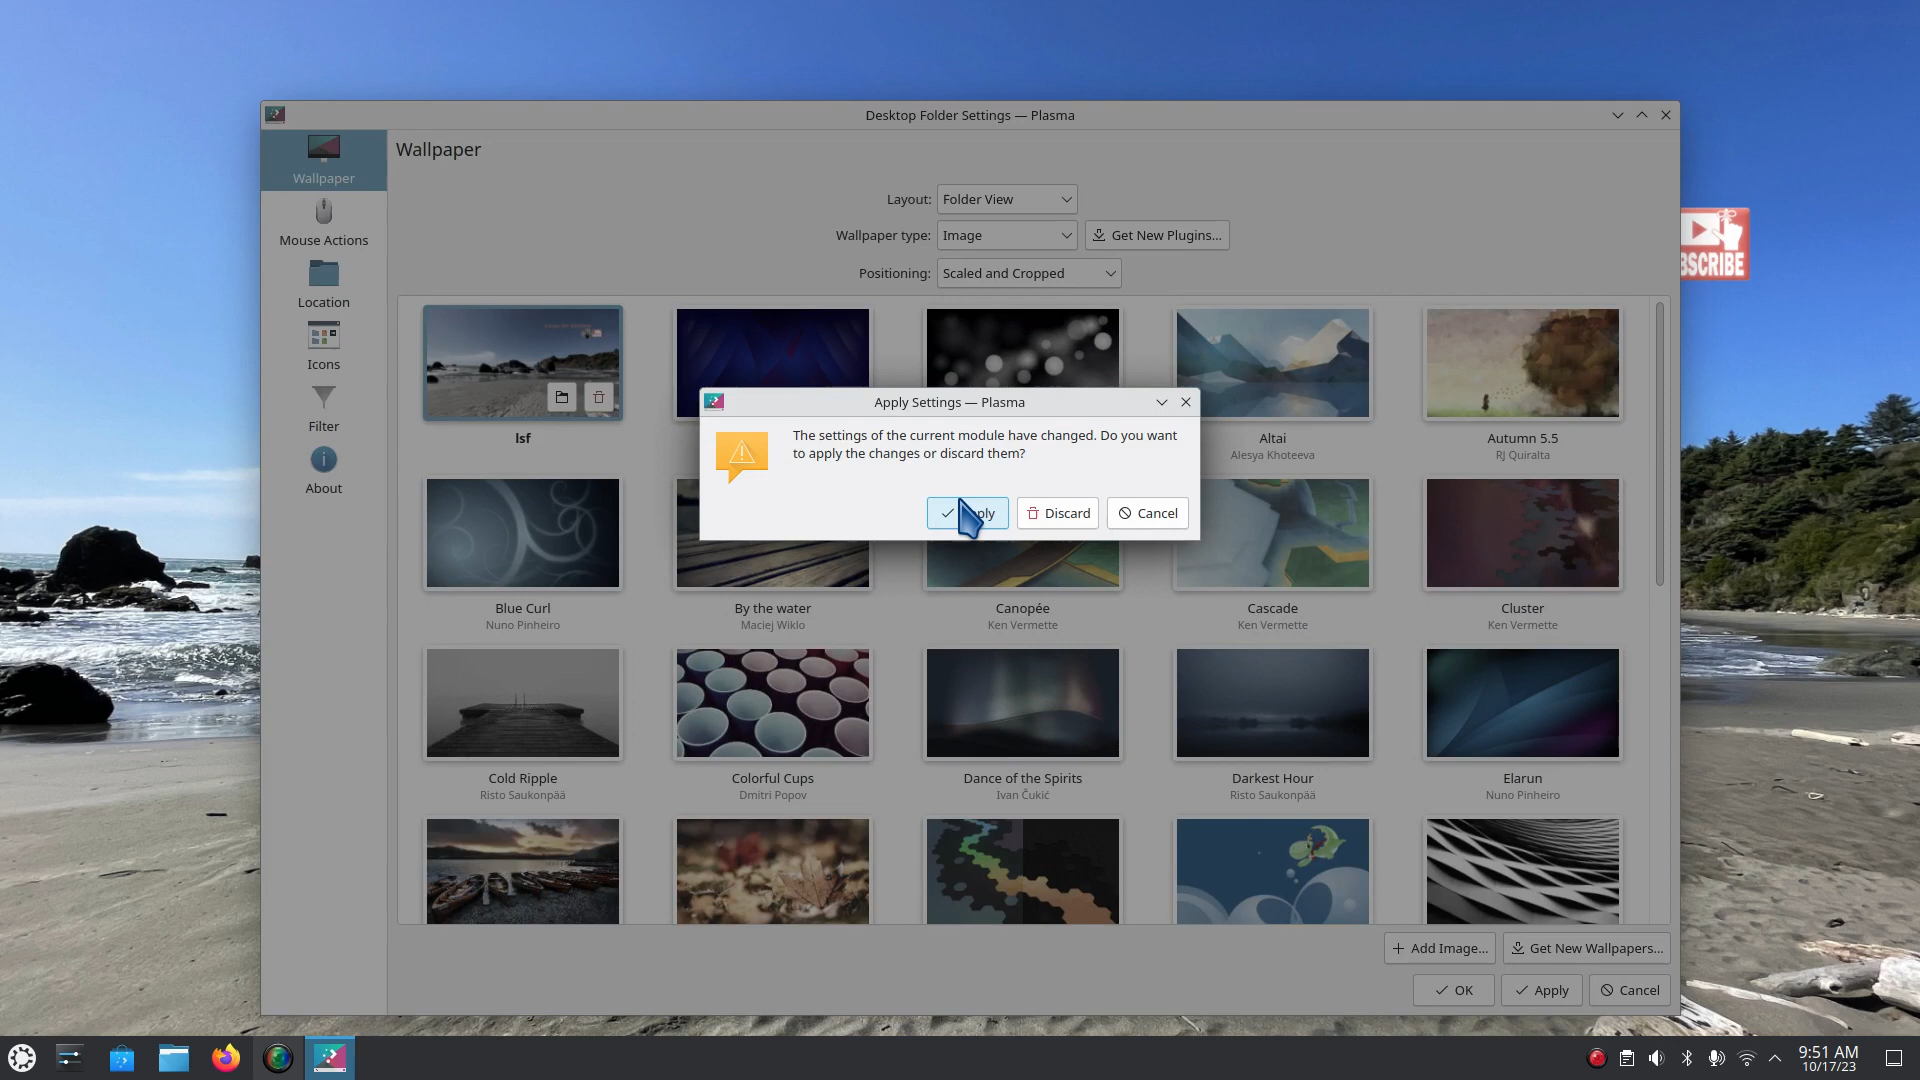 Desktop Folder Settings — Plasma
Wallpaper
Wallpaper
Mouse Actions
Location
Icons
Filter
About
Layout:
Folder View
Wallpaper type:
Image
Get New Plugins...
Positioning:
Scaled and Cropped
lsf
Altai
Alesya Khoteeva
Autumn 5.5
RJ Quiralta
Apply Settings — Plasma
The settings of the current module have changed. Do you want
to apply the changes or discard them?
Discard
Cancel
Blue Curl
Nuno Pinheiro
By the water
Maciej Wiklo
Canopée
Ken Vermette
Cascade
Ken Vermette
Cluster
Ken Vermette
Cold Ripple
Risto Saukonpää
Colorful Cups
Dmitri Popov
Dance of the Spirits
Ivan Čukić
Darkest Hour
Risto Saukonpää
Elarun
Nuno Pinheiro
Add Image...
Get New Wallpapers...
OK
Apply
Cancel
BSCRIBE
9:51 AM
10/17/23